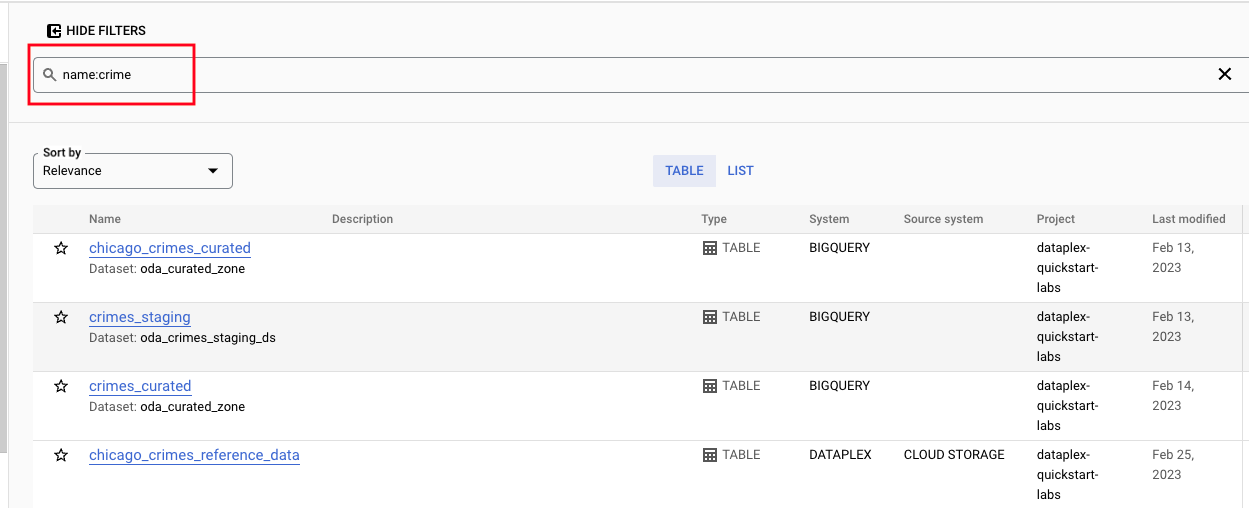 HIDE FILTERS
name:crime
Sort by
Relevance
TABLE LIST
Name Description Type System Source system Project Last modified
chicago_crimes_curated TABLE BIGQUERY dataplex- Feb 13,
Dataset: oda_curated_zone quickstart- 2023
labs
crimes_staging TABLE BIGQUERY dataplex- Feb 13,
Dataset: oda_crimes_staging_ds quickstart- 2023
labs
crimes_curated TABLE BIGQUERY dataplex- Feb 14,
Dataset: oda_curated_zone quickstart- 2023
labs
chicago_crimes_reference_data TABLE DATAPLEX CLOUD STORAGE dataplex- Feb 25,
quickstart- 2023
labs